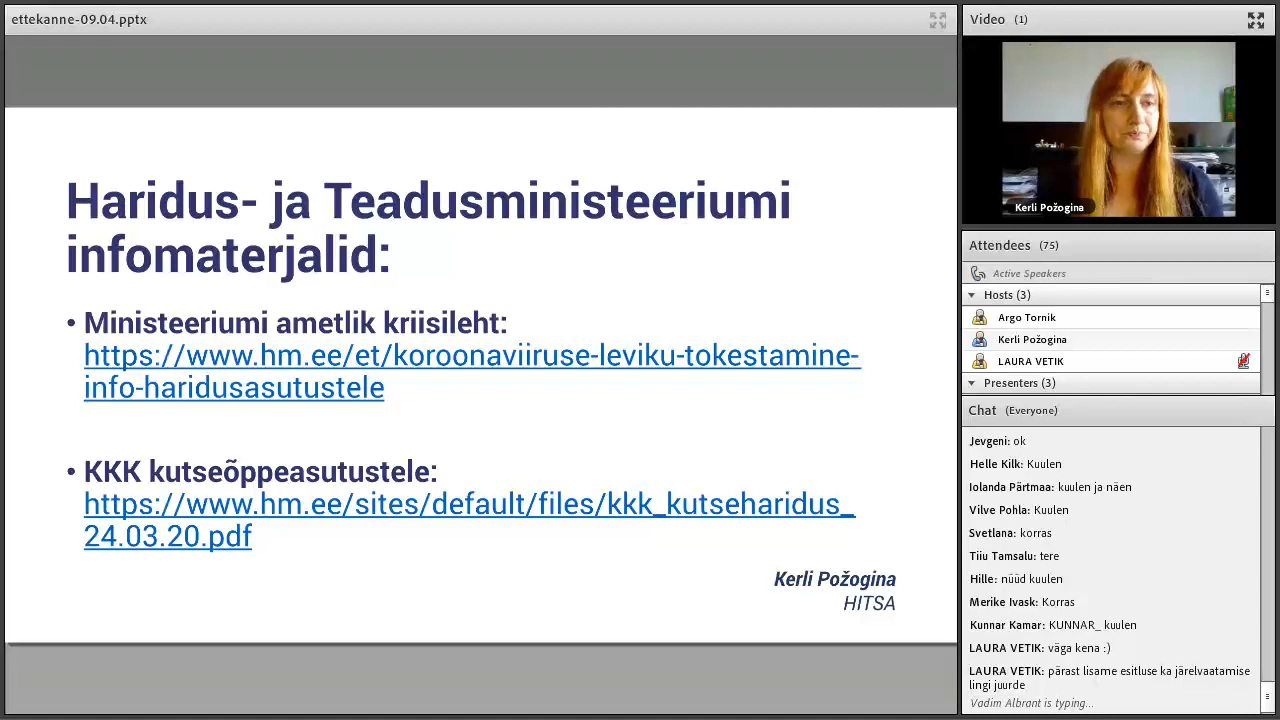 ettekanne-09.04.pptx
Haridus- ja Teadusministeeriumi
infomaterjalid:
• Ministeeriumi ametlik kriisileht:
https://www.hm.ee/et/koroonaviiruse-leviku-tokestamine-
info-haridusasutustele
• KKK kutseõppeasutustele:
https://www.hm.ee/sites/default/files/kkk_kutseharidus_
24.03.20.pdf
Kerli Požogina
HITSA
Video (1)
Kerli Požogina
Attendees (75)
Active Speakers
Hosts (3)
Argo Tornik
Kerli Požogina
LAURA VETIK
Presenters (3)
Chat (Everyone)
Jevgeni: ok
Helle Kilk: Kuulen
Iolanda Pärtmaa: kuulen ja näen
Vilve Pohla: Kuulen
Svetlana: korras
Tiiu Tamsalu: tere
Hille: nüüd kuulen
Merike Ivask: Korras
Kunnar Kamar: KUNNAR_ kuulen
LAURA VETIK: väga kena :)
LAURA VETIK: pärast lisame esitluse ka järelvaatamise
lingi juurde
Vadim Albrant is typing...